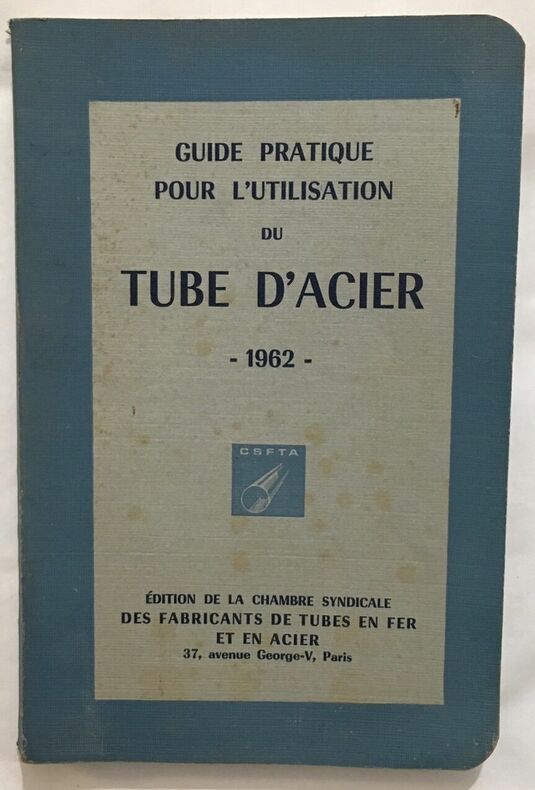 GUIDE PRATIQUE
POUR L'UTILISATION
DU
TUBE D'ACIER
- 1962 -
CSFTA
ÉDITION DE LA CHAMBRE SYNDICALE
DES FABRICANTS DE TUBES EN FER
ET EN ACIER
37, avenue George-V, Paris